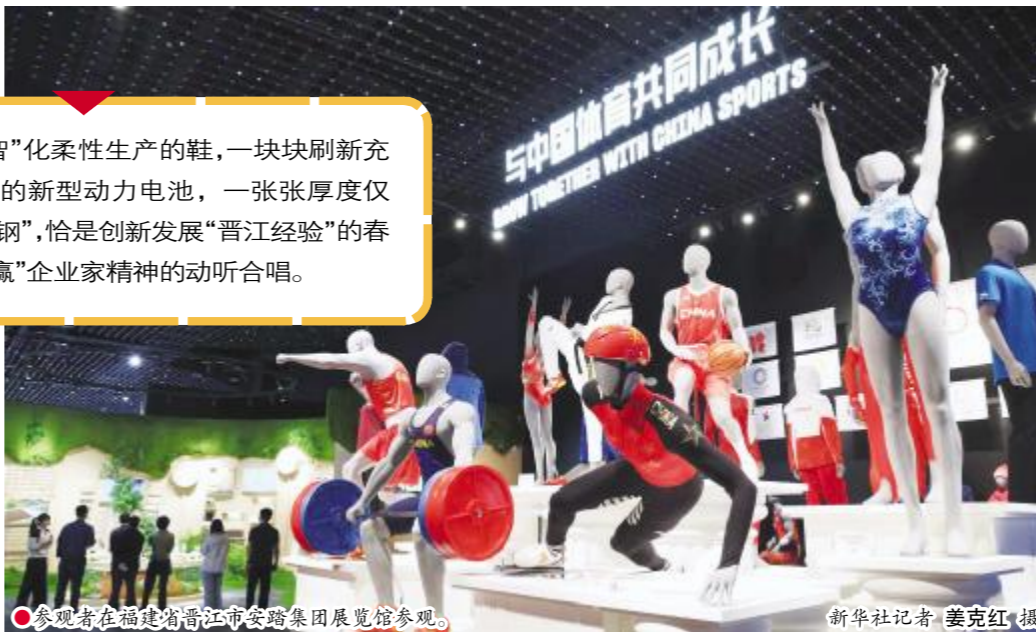 与中国体育共同成长
GROW TOGETHER WITH CHINA SPORTS
智”化柔性生产的鞋,一块块刷新充
的新型动力电池，一张张厚度仅
钢”,恰是创新发展“晋江经验”的春
赢”企业家精神的动听合唱。
CHINA
●参观者在福建省晋江市安踏集团展览馆参观。
新华社记者 姜克红 摄